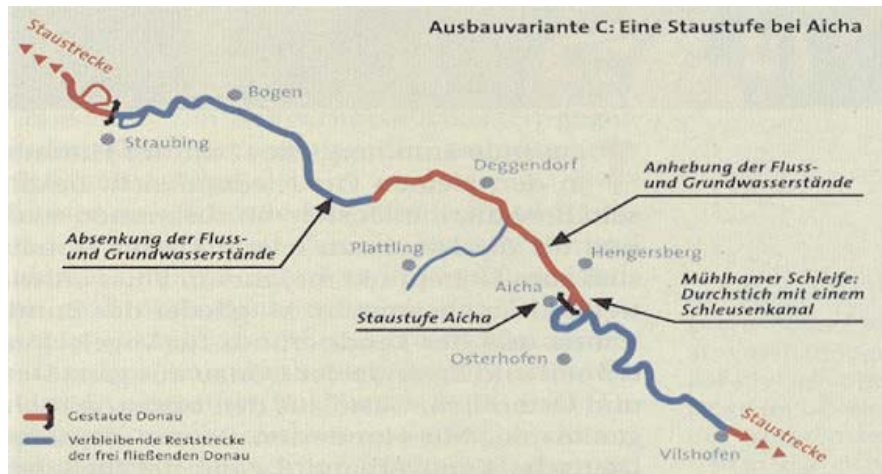 Ausbauvariante C: Eine Staustufe bei Aicha
Staustrecke
Bogen
Straubing
Deggendorf
Anhebung der Fluss-
und Grundwasserstände
Absenkung der Fluss-
und Grundwasserstände
Plattling
Hengersberg
Aicha
Mühlhamer Schleife:
Durchstich mit einem
Schleusenkanal
Staustufe Aicha
Osterhofen
Gestaute Donau
Verbleibende Reststrecke
der frei fließenden Donau
Staustrecke
Vilshofen